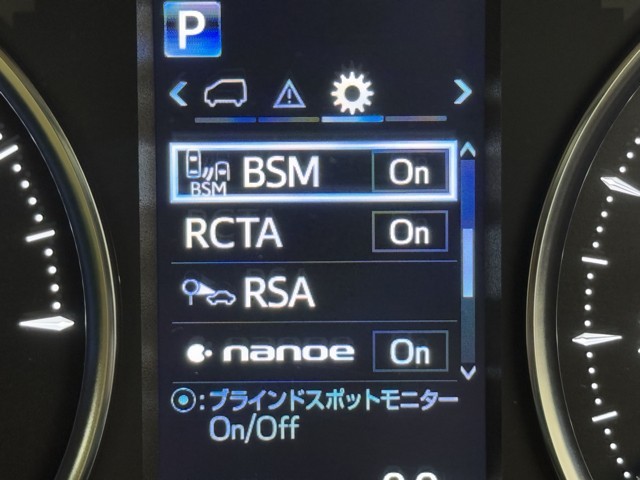 P
BSM BSM On
RCTA On
RSA
nanoe On
:ブラインドスポットモニター
On/Off